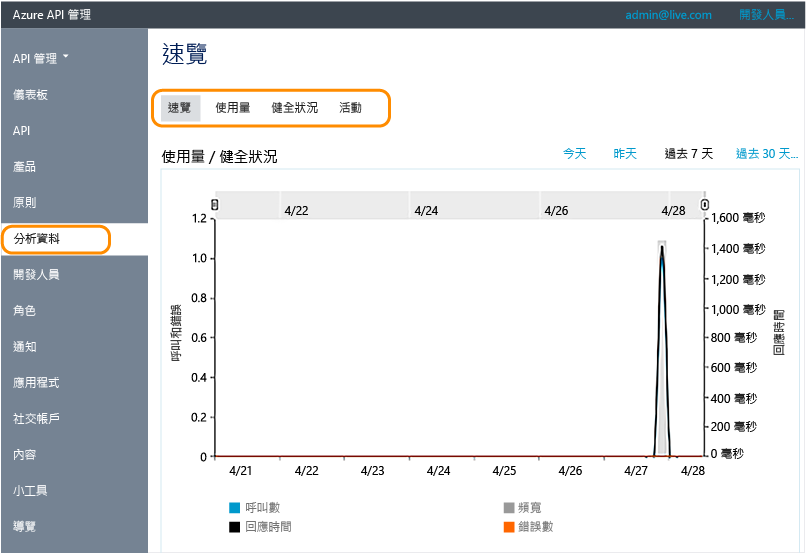 Azure API 管理
admin@live.com 開發人員...
API 管理
儀表板
API
產品
原則
分析資料
開發人員
角色
通知
應用程式
社交帳戶
內容
小工具
導覽
速覽
速覽 使用量 健全狀況 活動
使用量 / 健全狀況
今天 昨天 過去 7 天 過去 30 天...
4/22 4/24 4/26 4/28
1.2
1.0
0.8
0.6
0.4
0.2
0
呼叫和錯誤
1,600 毫秒
1,400 毫秒
1,200 毫秒
1,000 毫秒
800 毫秒
600 毫秒
400 毫秒
200 毫秒
0 毫秒
回應時間
4/21 4/22 4/23 4/24 4/25 4/26 4/27 4/28
呼叫數 頻寬
回應時間 錯誤數